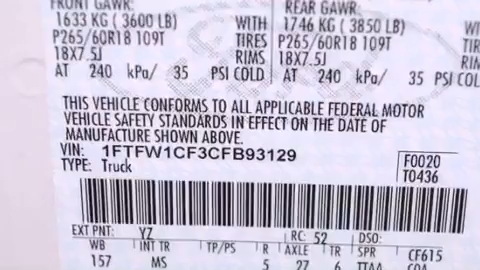 FRONT GAWR: REAR GAWR:
1633 KG ( 3600 LB) WITH 1746 KG ( 3850 LB)
P265/60R18 109T TIRES P265/60R18 109T
18X7.5J RIMS 18X7.5J
AT 240 kPa/ 35 PSI COLD AT 240 kPa/ 35 PSI COL
THIS VEHICLE CONFORMS TO ALL APPLICABLE FEDERAL MOTOR
VEHICLE SAFETY STANDARDS IN EFFECT ON THE DATE OF
MANUFACTURE SHOWN ABOVE.
VIN: 1FTFW1CF3CFB93129 F0020
TYPE: Truck T0436
EXT PNT: YZ RC: 52 DSO:
WB INT TR TP/PS R AXLE TR SPR CF615
157 MS 5 27 6 TTAA